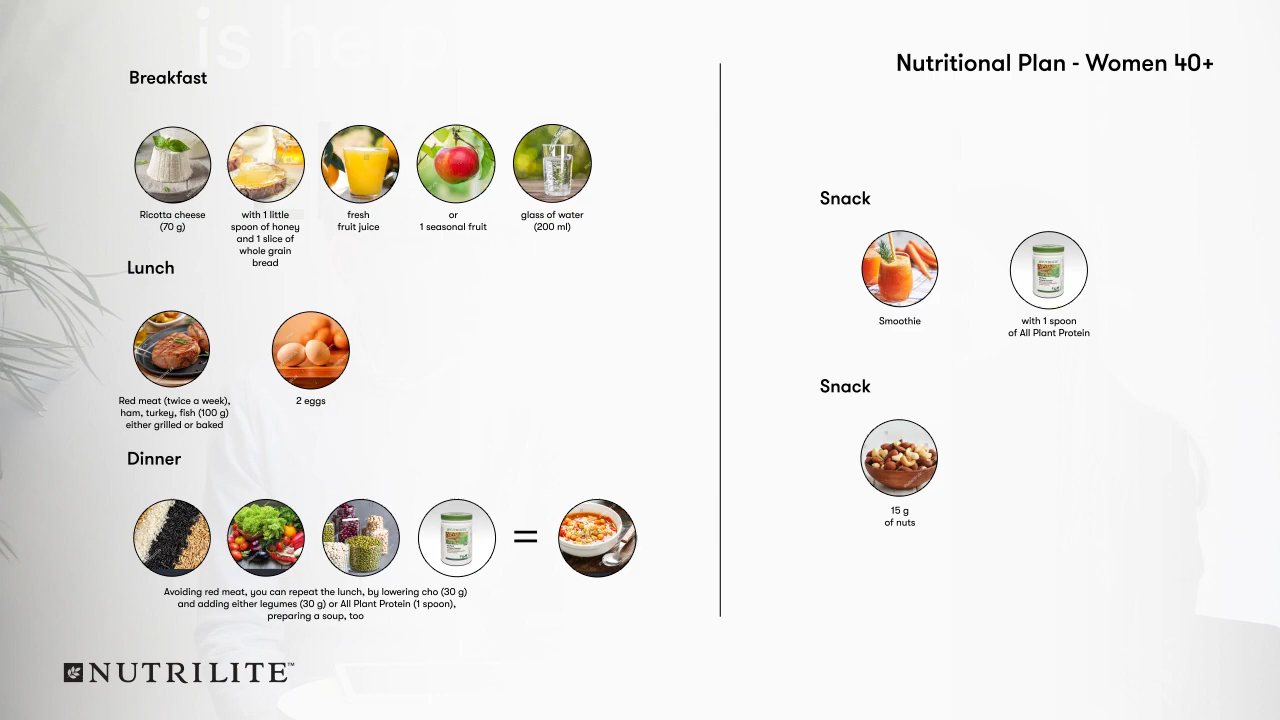 is help
Nutritional Plan - Women 40+
Breakfast
Ricotta cheese
(70 g)
with 1 little
spoon of honey
and 1 slice of
whole grain
bread
fresh
fruit juice
or
1 seasonal fruit
glass of water
(200 ml)
Lunch
Red meat (twice a week),
ham, turkey, fish (100 g)
either grilled or baked
2 eggs
Dinner
=
Avoiding red meat, you can repeat the lunch, by lowering cho (30 g)
and adding either legumes (30 g) or All Plant Protein (1 spoon),
preparing a soup, too
Snack
Smoothie
with 1 spoon
of All Plant Protein
Snack
15 g
of nuts
NUTRILITE™